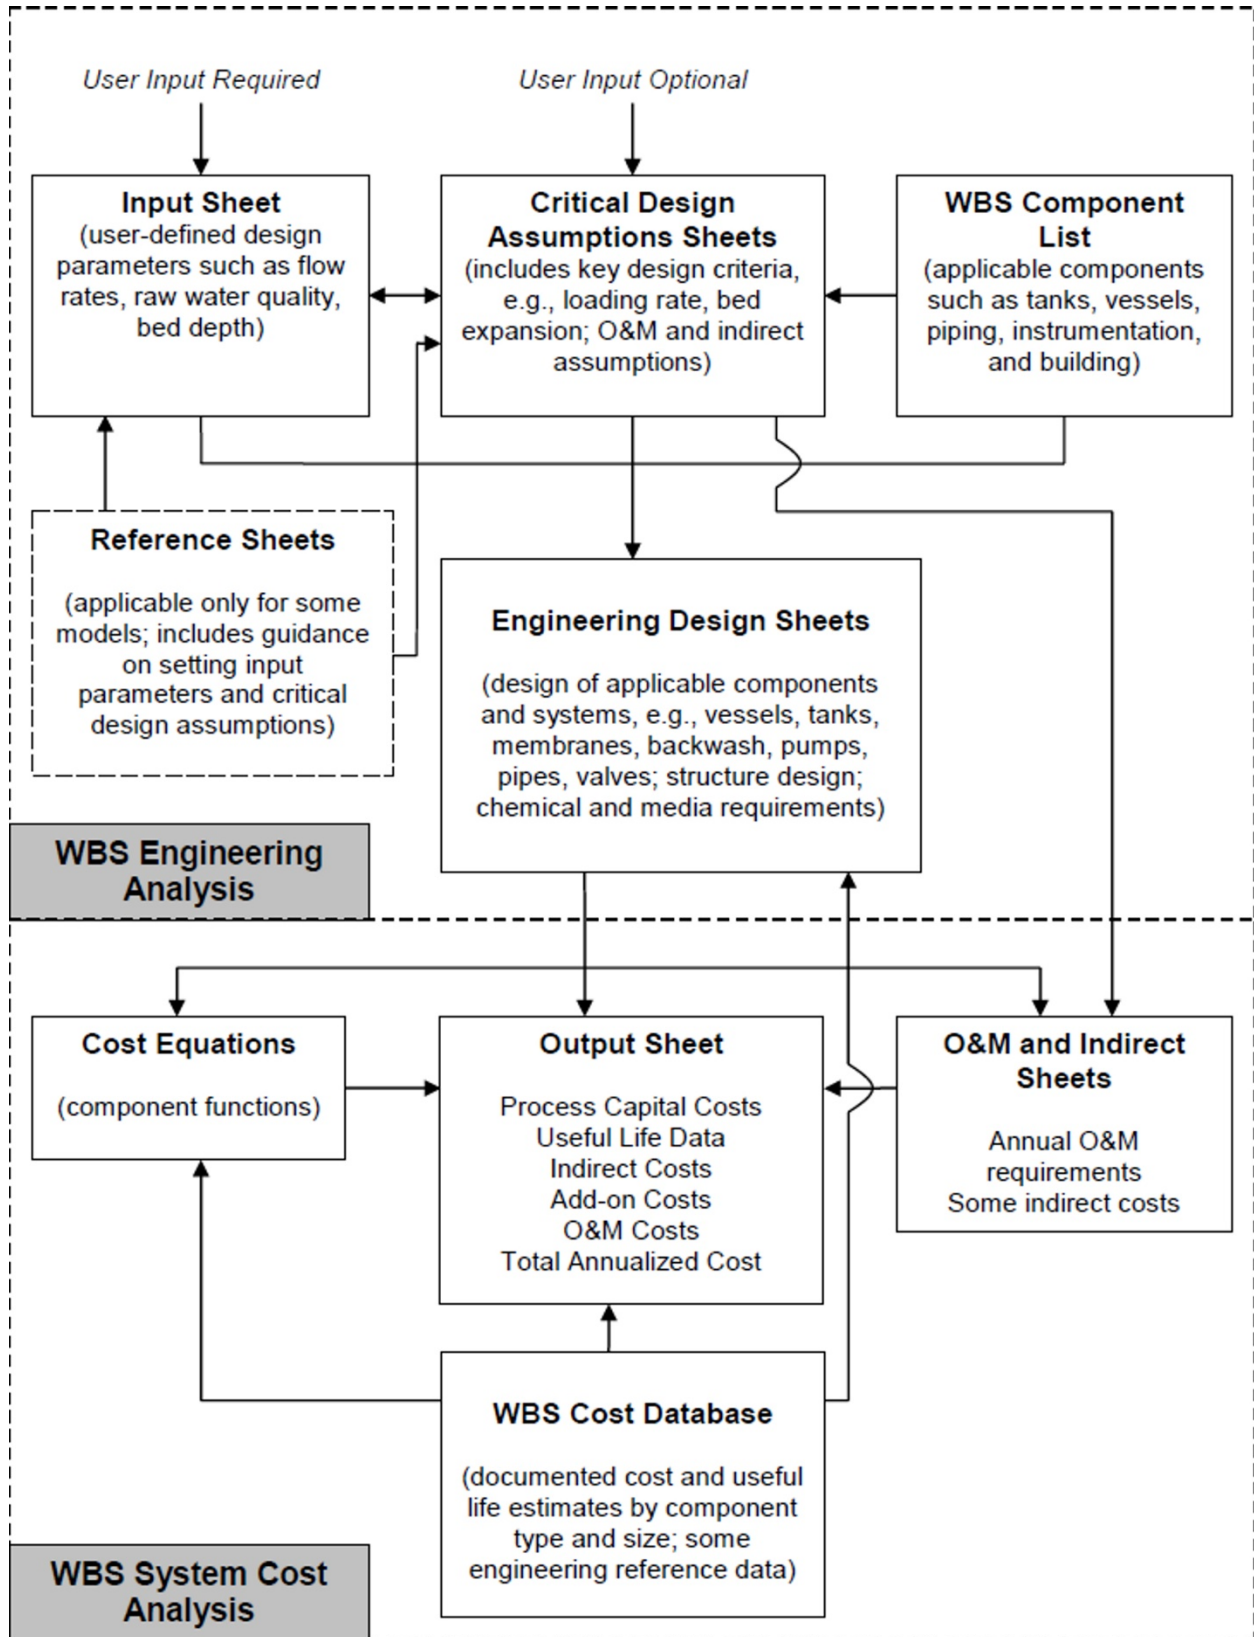 User Input Required
User Input Optional
Input Sheet
(user-defined design
parameters such as flow
rates, raw water quality,
bed depth)
Critical Design
Assumptions Sheets
(includes key design criteria,
e.g., loading rate, bed
expansion; O&M and indirect
assumptions)
WBS Component
List
(applicable components
such as tanks, vessels,
piping, instrumentation,
and building)
Reference Sheets
(applicable only for some
models; includes guidance
on setting input
parameters and critical
design assumptions)
Engineering Design Sheets
(design of applicable components
and systems, e.g., vessels, tanks,
membranes, backwash, pumps,
pipes, valves; structure design;
chemical and media requirements)
WBS Engineering
Analysis
Cost Equations
(component functions)
Output Sheet
Process Capital Costs
Useful Life Data
Indirect Costs
Add-on Costs
O&M Costs
Total Annualized Cost
O&M and Indirect
Sheets
Annual O&M
requirements
Some indirect costs
WBS Cost Database
(documented cost and useful
life estimates by component
type and size; some
engineering reference data)
WBS System Cost
Analysis